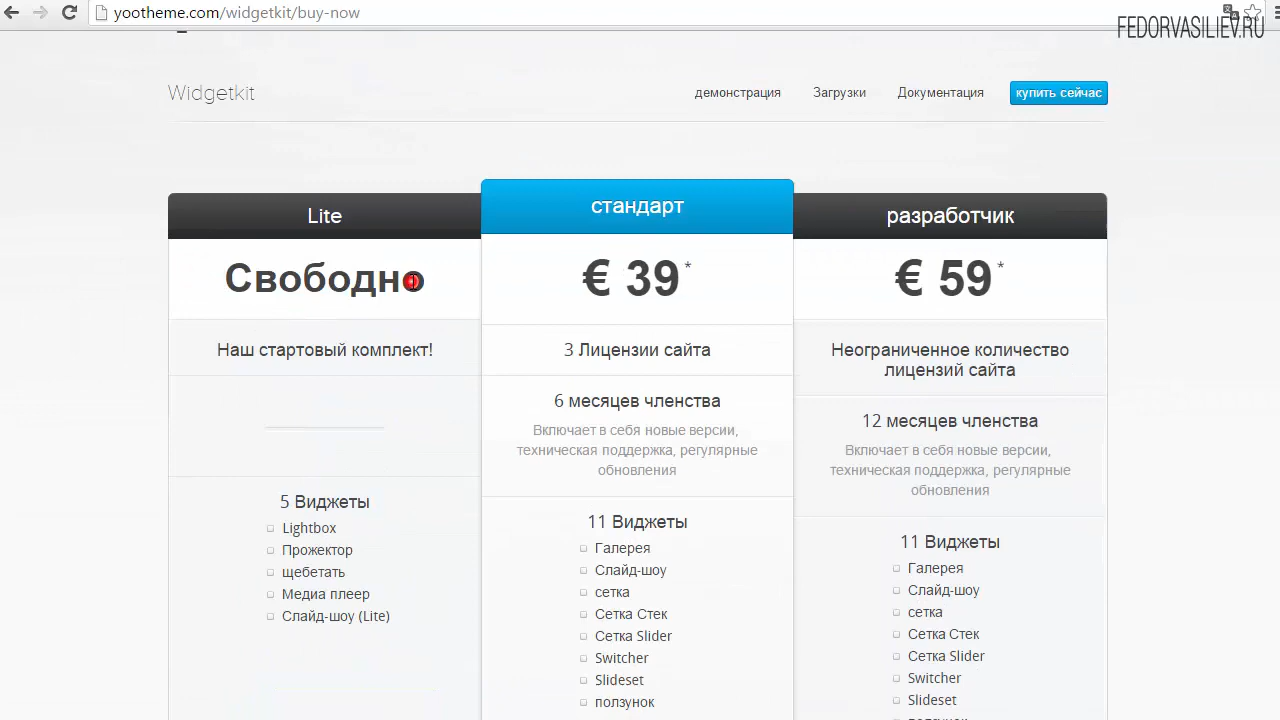 yootheme.com/widgetkit/buy-now
FEDORVASILIEV.RU
Widgetkit
демонстрация
Загрузки
Документация
купить сейчас
Lite
Свободно
Наш стартовый комплект!
5 Виджеты
Lightbox
Прожектор
щебетать
Медиа плеер
Слайд-шоу (Lite)
стандарт
€ 39 *
3 Лицензии сайта
6 месяцев членства
Включает в себя новые версии,
техническая поддержка, регулярные
обновления
11 Виджеты
Галерея
Слайд-шоу
сетка
Сетка Стек
Сетка Slider
Switcher
Slideset
ползунок
разработчик
€ 59 *
Неограниченное количество
лицензий сайта
12 месяцев членства
Включает в себя новые версии,
техническая поддержка, регулярные
обновления
11 Виджеты
Галерея
Слайд-шоу
сетка
Сетка Стек
Сетка Slider
Switcher
Slideset